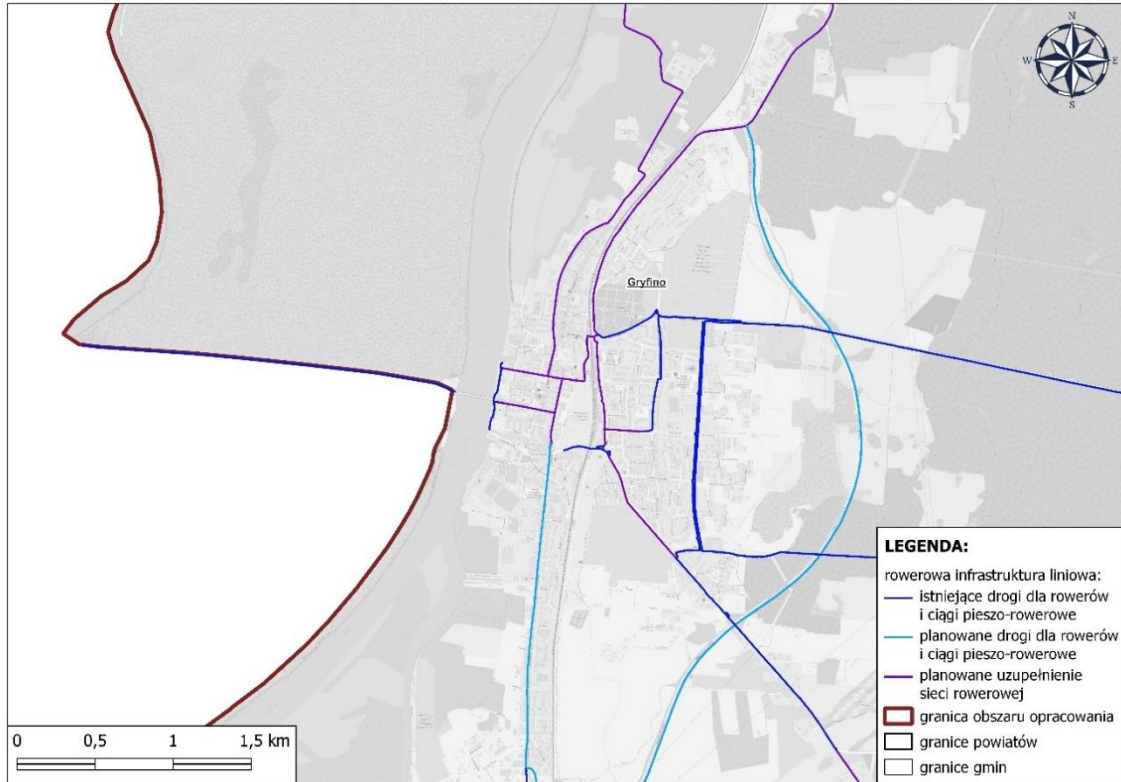 N
W
E
S
Gryfino
LEGENDA:
rowerowa infrastruktura liniowa:
istniejące drogi dla rowerów
i ciągi pieszo-rowerowe
planowane drogi dla rowerów
i ciągi pieszo-rowerowe
planowane uzupełnienie
sieci rowerowej
granica obszaru opracowania
granice powiatów
granice gmin
0 0,5 1 1,5 km